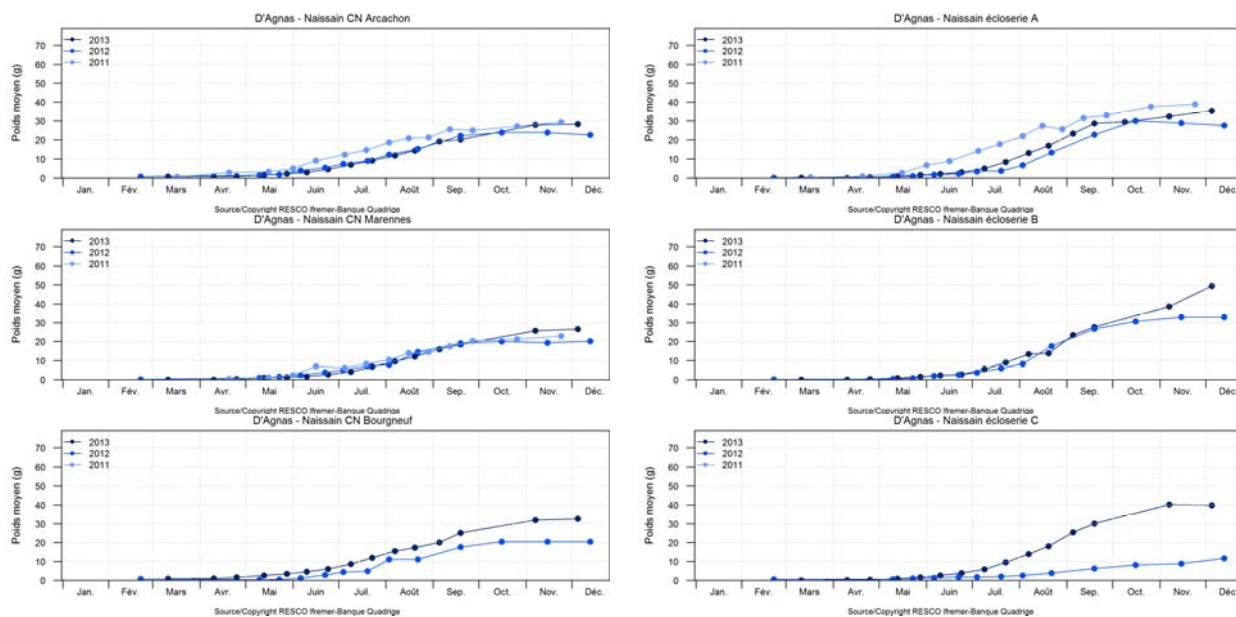 D'Agnas - Naissain CN Arcachon
Poids moyen (g)
70
60
50
40
30
20
10
0
2013
2012
2011
Jan. Fév. Mars Avr. Mai Juin Juil. Août Sep. Oct. Nov. Déc.
Source/Copyright RESCO Ifremer-Banque Quadrige
D'Agnas - Naissain écloserie A
Poids moyen (g)
70
60
50
40
30
20
10
0
2013
2012
2011
Jan. Fév. Mars Avr. Mai Juin Juil. Août Sep. Oct. Nov. Déc.
Source/Copyright RESCO Ifremer-Banque Quadrige
D'Agnas - Naissain CN Marennes
Poids moyen (g)
70
60
50
40
30
20
10
0
2013
2012
2011
Jan. Fév. Mars Avr. Mai Juin Juil. Août Sep. Oct. Nov. Déc.
Source/Copyright RESCO Ifremer-Banque Quadrige
D'Agnas - Naissain écloserie B
Poids moyen (g)
70
60
50
40
30
20
10
0
2013
2012
2011
Jan. Fév. Mars Avr. Mai Juin Juil. Août Sep. Oct. Nov. Déc.
Source/Copyright RESCO Ifremer-Banque Quadrige
D'Agnas - Naissain CN Bourgneuf
Poids moyen (g)
70
60
50
40
30
20
10
0
2013
2012
2011
Jan. Fév. Mars Avr. Mai Juin Juil. Août Sep. Oct. Nov. Déc.
Source/Copyright RESCO Ifremer-Banque Quadrige
D'Agnas - Naissain écloserie C
Poids moyen (g)
70
60
50
40
30
20
10
0
2013
2012
2011
Jan. Fév. Mars Avr. Mai Juin Juil. Août Sep. Oct. Nov. Déc.
Source/Copyright RESCO Ifremer-Banque Quadrige